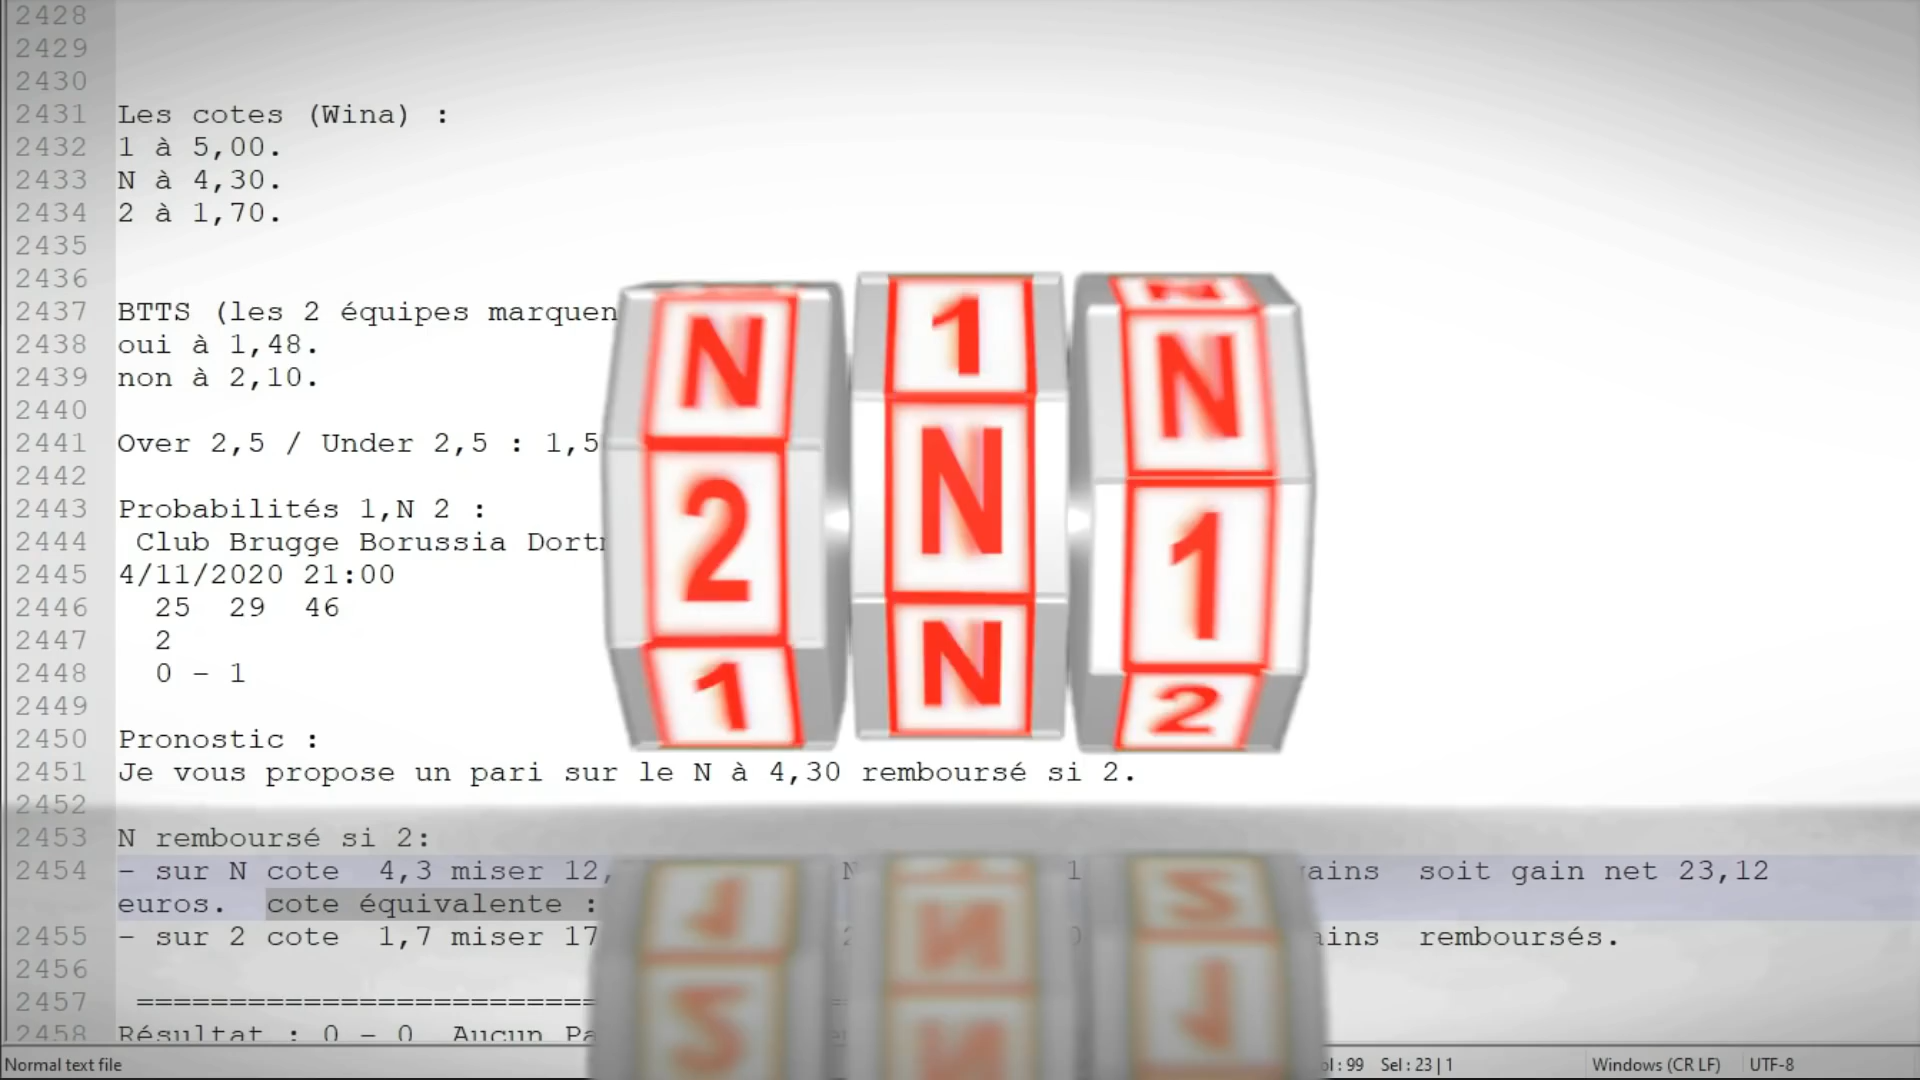 2428
2429
2430
2431 Les cotes (Wina) :
2432 1 à 5,00.
2433 N à 4,30.
2434 2 à 1,70.
2435
2436
2437 BTTS (les 2 équipes marquen
2438 oui à 1,48.
2439 non à 2,10.
2440
2441 Over 2,5 / Under 2,5 : 1,5
2442
2443 Probabilités 1,N 2 :
2444 Club Brugge Borussia
2445 4/11/2020 21:00
2446 25 29 46
2447 2
2448 0 - 1
2449
2450 Pronostic :
2451 Je vous propose un pari sur le N à 4,30 remboursé si 2.
2452
2453 N remboursé si 2:
2454 - sur N cote 4,3 miser 12, N 1 soit gain net 23,12
euros. cote équivalente :
2455 - sur 2 cote 1,7 miser 17 remboursés.
2456
2457 =========================
2458 Résultat : 0 - 0 Aucun
N 1 N
2 N 1
1 N 2
Normal text file : 99 Sel : 23 | 1 Windows (CR LF) UTF-8